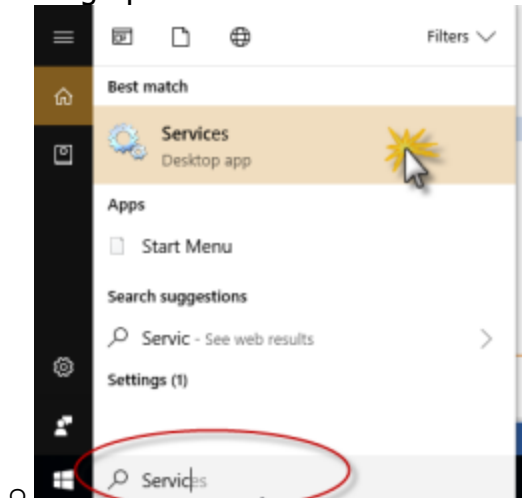 Filters
Best match
Services
Desktop app
Apps
Start Menu
Search suggestions
Servic - See web results
Settings (1)
Services